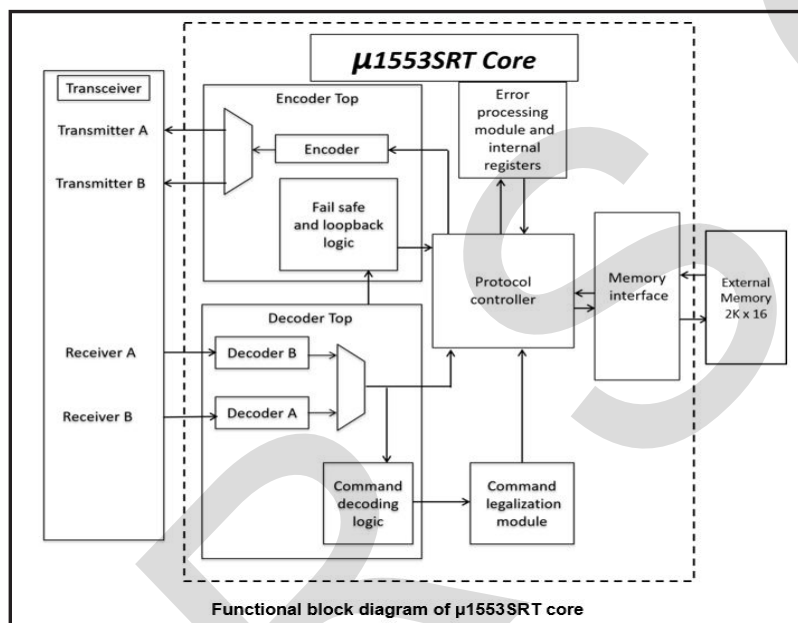 µ1553SRT Core
Transceiver
Transmitter A
Transmitter B
Receiver A
Receiver B
Encoder Top
Encoder
Fail safe
and loopback
logic
Error
processing
module and
internal
registers
Protocol
controller
Memory
interface
External
Memory
2K x 16
Decoder Top
Decoder B
Decoder A
Command
decoding
logic
Command
legalization
module
Functional block diagram of µ1553SRT core